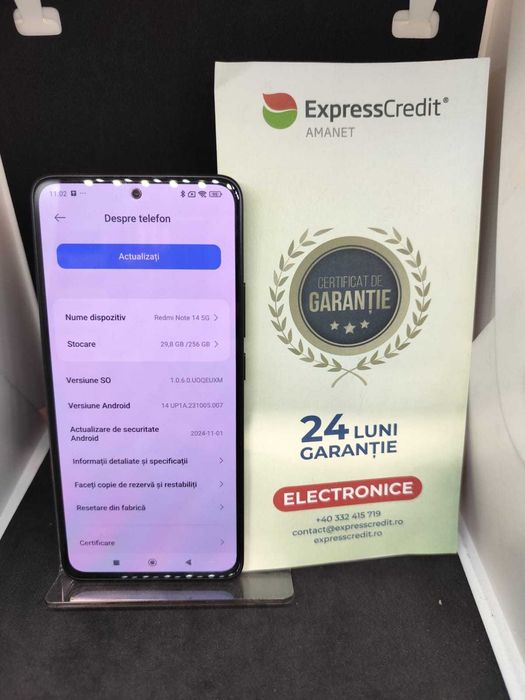 11:02
Despre telefon
Actualizați
Nume dispozitiv Redmi Note 14 5G
Stocare 29,8 GB /256 GB
Versiune SO 1.0.6.0.UOQEUXM
Versiune Android 14 UP1A.231005.007
Actualizare de securitate
Android 2024-11-01
Informații detaliate și specificații
Faceți copie de rezervă și restabiliți
Resetare din fabrică
Certificare
ExpressCredit®
AMANET
CERTIFICAT DE
GARANȚIE
24 LUNI
GARANȚIE
ELECTRONICE
+40 332 415 719
contact@expresscredit.ro
expresscredit.ro